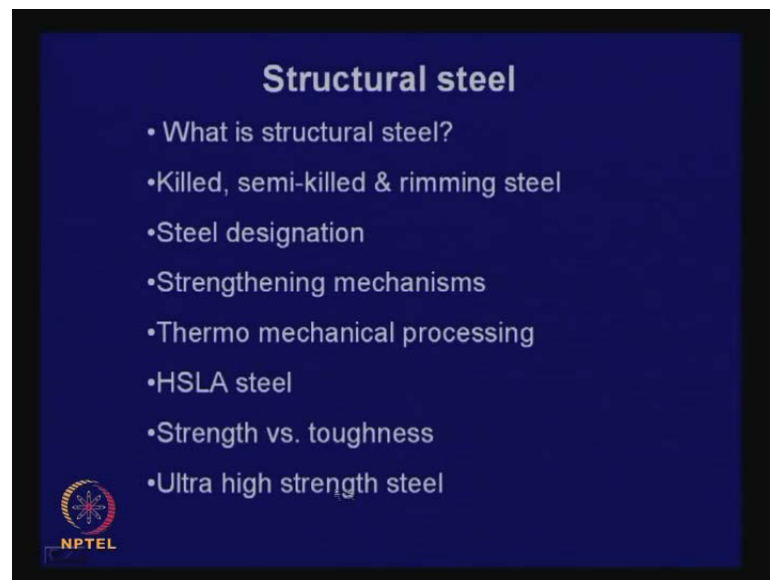 Structural steel
• What is structural steel?
•Killed, semi-killed & rimming steel
•Steel designation
•Strengthening mechanisms
•Thermo mechanical processing
•HSLA steel
•Strength vs. toughness
•Ultra high strength steel
NPTEL